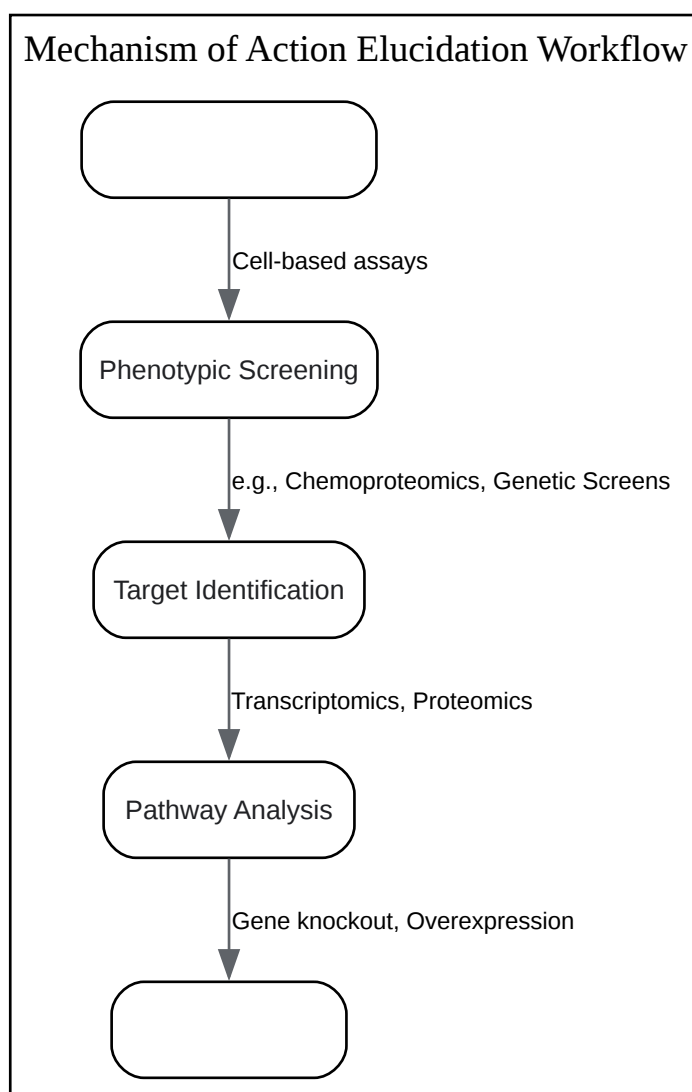 Mechanism of Action Elucidation Workflow
Cell-based assays
Phenotypic Screening
e.g., Chemoproteomics, Genetic Screens
Target Identification
Transcriptomics, Proteomics
Pathway Analysis
Gene knockout, Overexpression